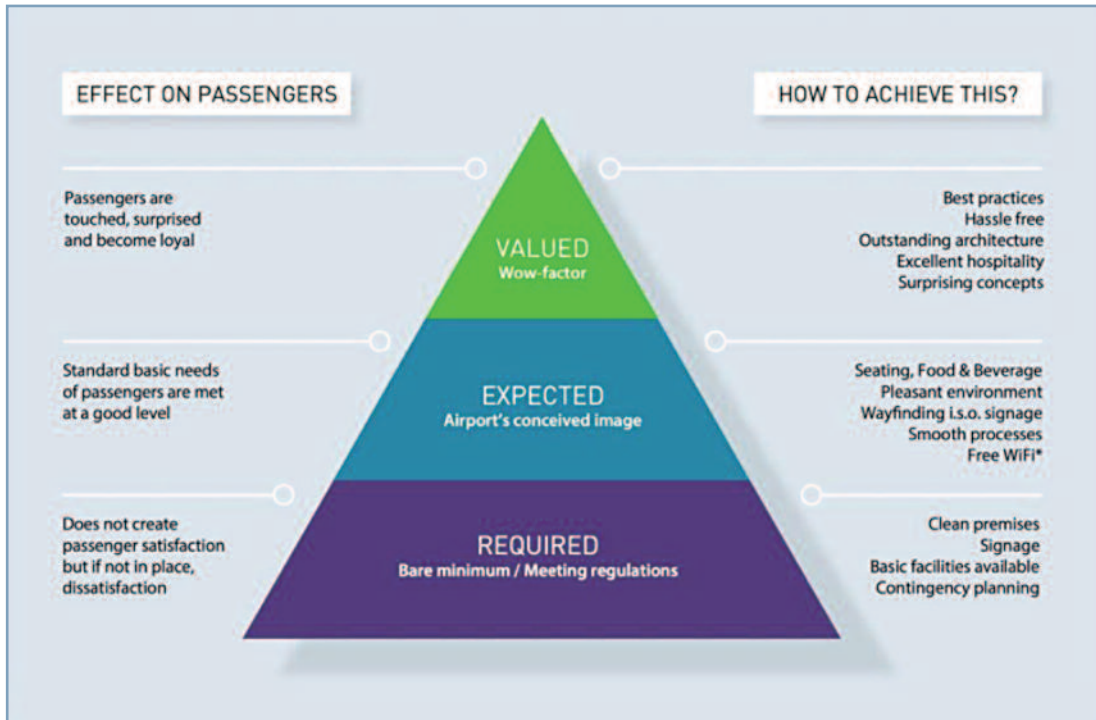 EFFECT ON PASSENGERS
HOW TO ACHIEVE THIS?
Passengers are
touched, surprised
and become loyal
VALUED
Wow-factor
Best practices
Hassle free
Outstanding architecture
Excellent hospitality
Surprising concepts
Standard basic needs
of passengers are met
at a good level
EXPECTED
Airport's conceived image
Seating, Food & Beverage
Pleasant environment
Wayfinding i.s.o. signage
Smooth processes
Free WiFi*
Does not create
passenger satisfaction
but if not in place,
dissatisfaction
REQUIRED
Bare minimum / Meeting regulations
Clean premises
Signage
Basic facilities available
Contingency planning